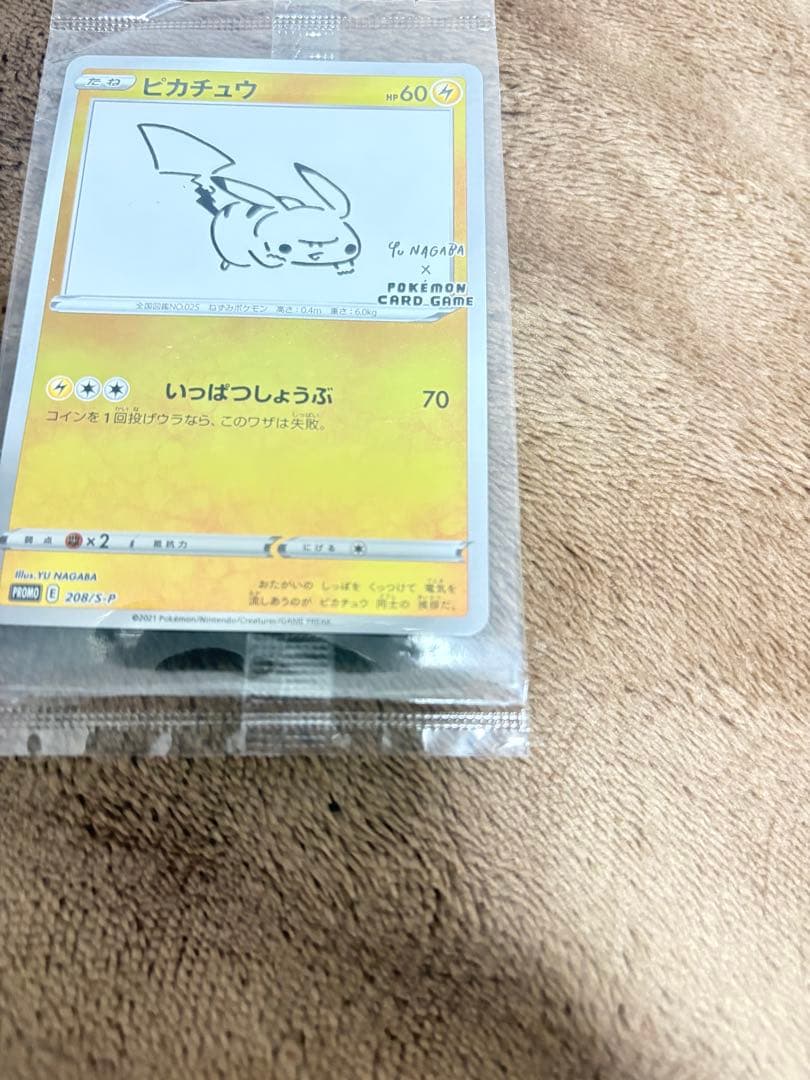 たね ピカチュウ HP60
Yu NAGABA
×
POKÉMON
CARD GAME
全国図鑑NO.025 ねずみポケモン 高さ:0.4m 重さ:6.0kg
いっぱつしょうぶ 70
コインを1回投げウラなら、このワザは失敗。
弱点 ×2 抵抗力 にげる
Illus.YU NAGABA
PROMO E 208/S-P
おたがいの しっぽを くっつけて 電気を
流しあうのが ピカチュウ 同士の 挨拶だ。
©2021 Pokémon/Nintendo/Creatures/GAME FREAK